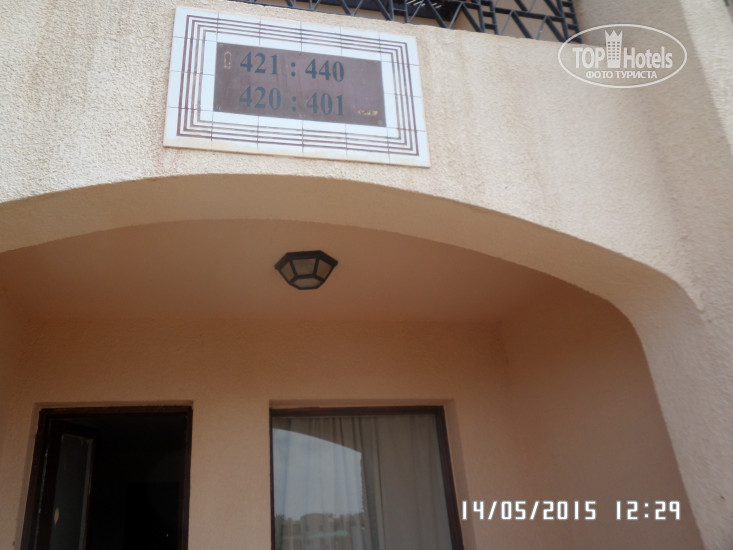 421 : 440
420 : 401
TOP Hotels
ФОТО ТУРИСТА
14/05/2015 12:29